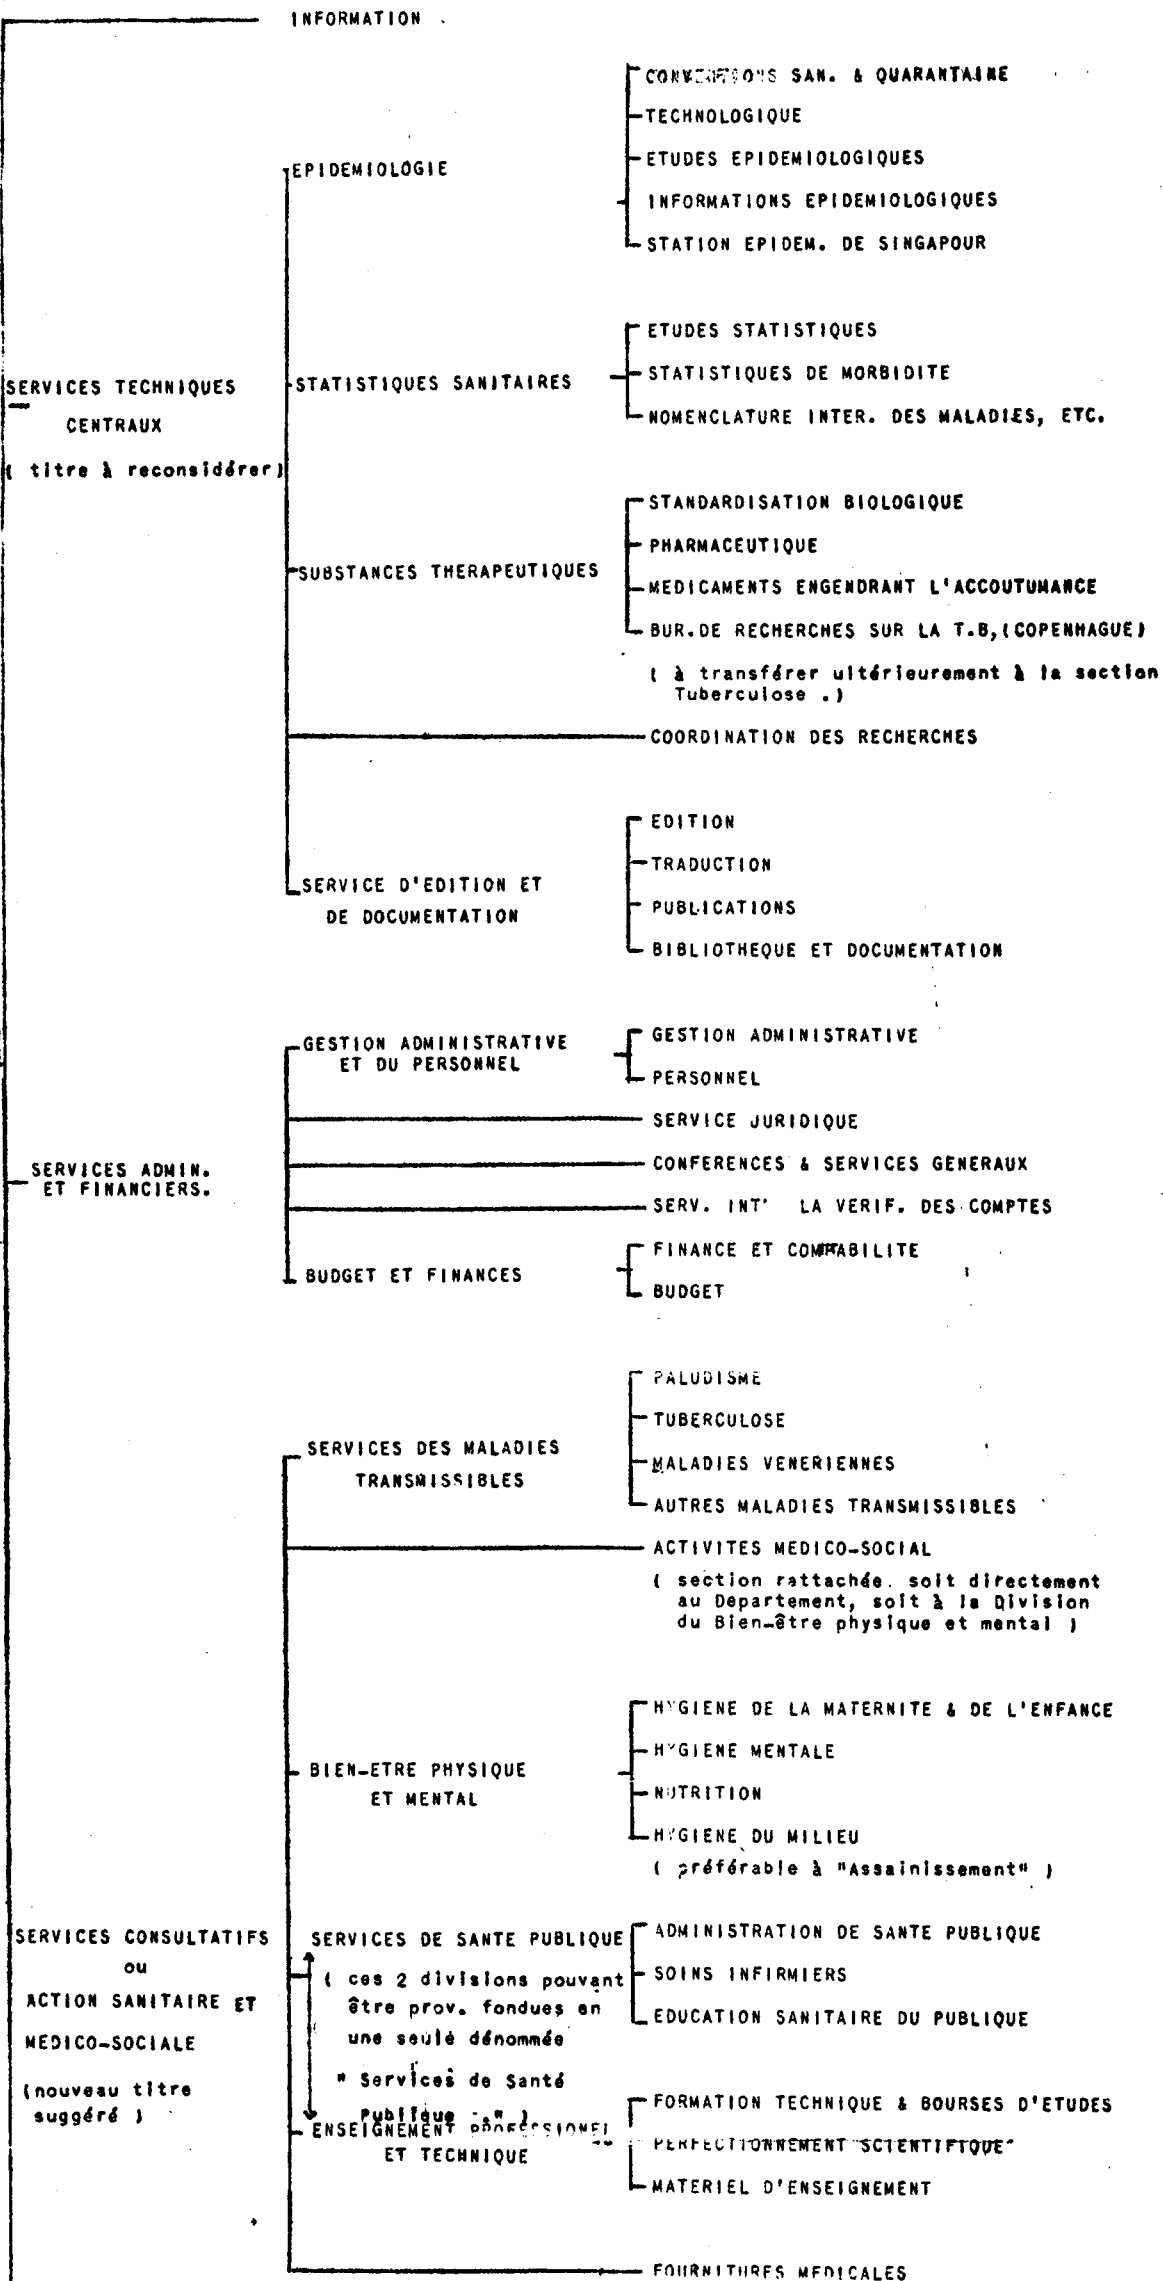 INFORMATION
CONVENTIONS SAN. & QUARANTAINE
TECHNOLOGIQUE
EPIDEMIOLOGIE
ETUDES EPIDEMIOLOGIQUES
INFORMATIONS EPIDEMIOLOGIQUES
STATION EPIDEM. DE SINGAPOUR
SERVICES TECHNIQUES
CENTRAUX
( titre à reconsidérer)
STATISTIQUES SANITAIRES
ETUDES STATISTIQUES
STATISTIQUES DE MORBIDITE
NOMENCLATURE INTER. DES MALADIES, ETC.
SUBSTANCES THERAPEUTIQUES
STANDARDISATION BIOLOGIQUE
PHARMACEUTIQUE
MEDICAMENTS ENGENDRANT L'ACCOUTUMANCE
BUR.DE RECHERCHES SUR LA T.B,(COPENHAGUE)
( à transférer ultérieurement à la section
Tuberculose .)
COORDINATION DES RECHERCHES
SERVICE D'EDITION ET
DE DOCUMENTATION
EDITION
TRADUCTION
PUBLICATIONS
BIBLIOTHEQUE ET DOCUMENTATION
SERVICES ADMIN.
ET FINANCIERS.
GESTION ADMINISTRATIVE
ET DU PERSONNEL
GESTION ADMINISTRATIVE
PERSONNEL
SERVICE JURIDIQUE
CONFERENCES & SERVICES GENERAUX
SERV. INT' LA VERIF. DES COMPTES
BUDGET ET FINANCES
FINANCE ET COMPTABILITE
BUDGET
SERVICES DES MALADIES
TRANSMISSIBLES
PALUDISME
TUBERCULOSE
MALADIES VENERIENNES
AUTRES MALADIES TRANSMISSIBLES
ACTIVITES MEDICO-SOCIAL
( section rattachée. soit directement
au Departement, soit à la Division
du Bien-être physique et mental )
BIEN-ETRE PHYSIQUE
ET MENTAL
HYGIENE DE LA MATERNITE & DE L'ENFANCE
HYGIENE MENTALE
NUTRITION
HYGIENE DU MILIEU
( préférable à "Assainissement" )
SERVICES CONSULTATIFS
ou
ACTION SANITAIRE ET
MEDICO-SOCIALE
(nouveau titre
suggéré )
SERVICES DE SANTE PUBLIQUE
( ces 2 divisions pouvant
être prov. fondues en
une seule dénommée
" Services de Santé
Publique ." )
ADMINISTRATION DE SANTE PUBLIQUE
SOINS INFIRMIERS
EDUCATION SANITAIRE DU PUBLIQUE
ENSEIGNEMENT PROFESSIONEL
ET TECHNIQUE
FORMATION TECHNIQUE & BOURSES D'ETUDES
PERFECTIONNEMENT SCIENTIFIQUE
MATERIEL D'ENSEIGNEMENT
FOURNITURES MEDICALES